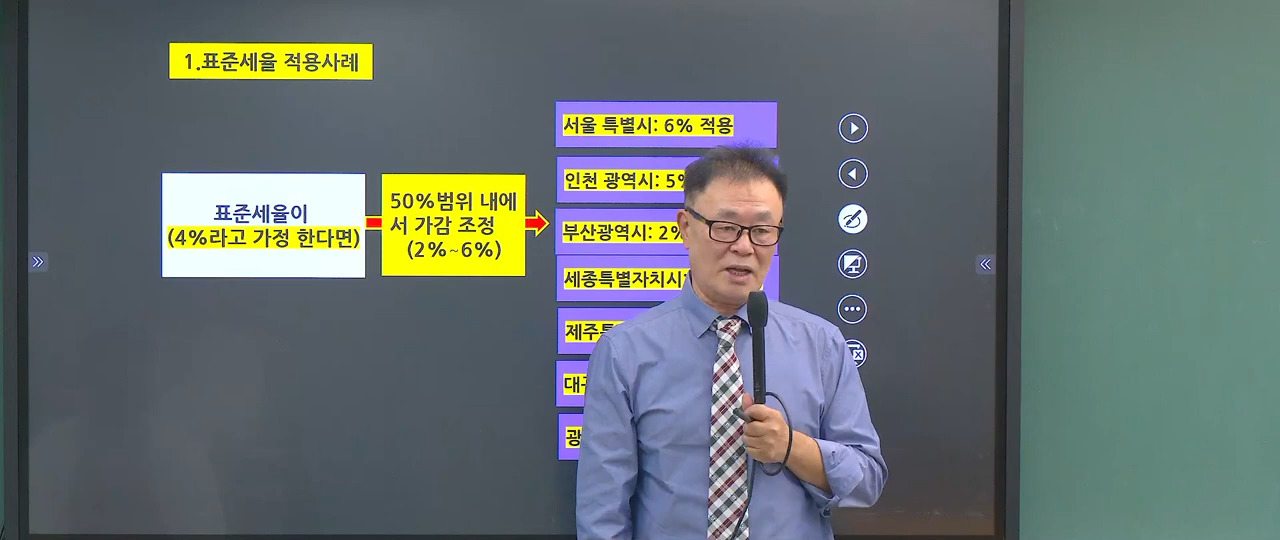 1.표준세율 적용사례
표준세율이
(4%라고 가정 한다면)
50%범위 내에
서 가감 조정
(2%~6%)
서울 특별시: 6% 적용
인천 광역시: 5%
부산광역시: 2%
세종특별자치시